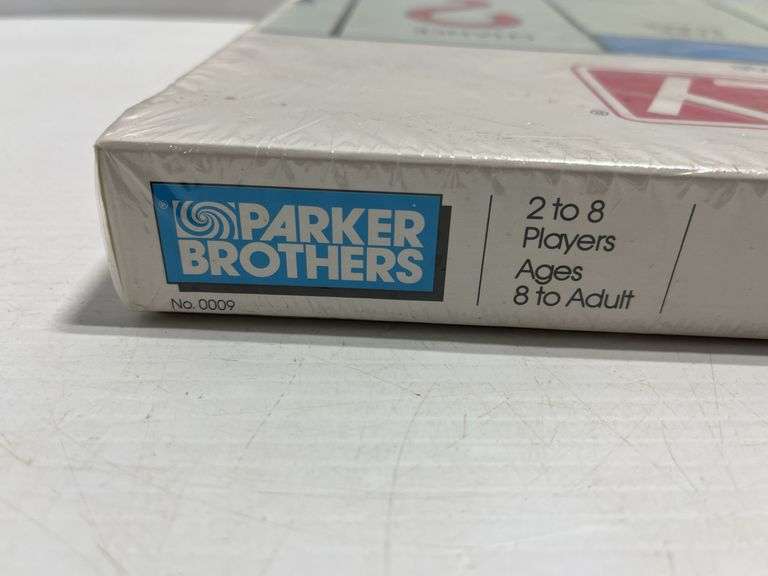 ®
PARKER
BROTHERS
No. 0009
2 to 8
Players
Ages
8 to Adult
®